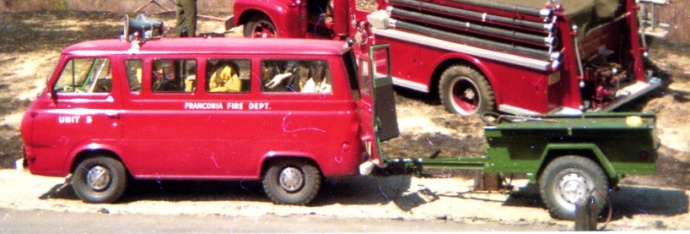 FRANCONIA FIRE DEPT.
UNIT 5